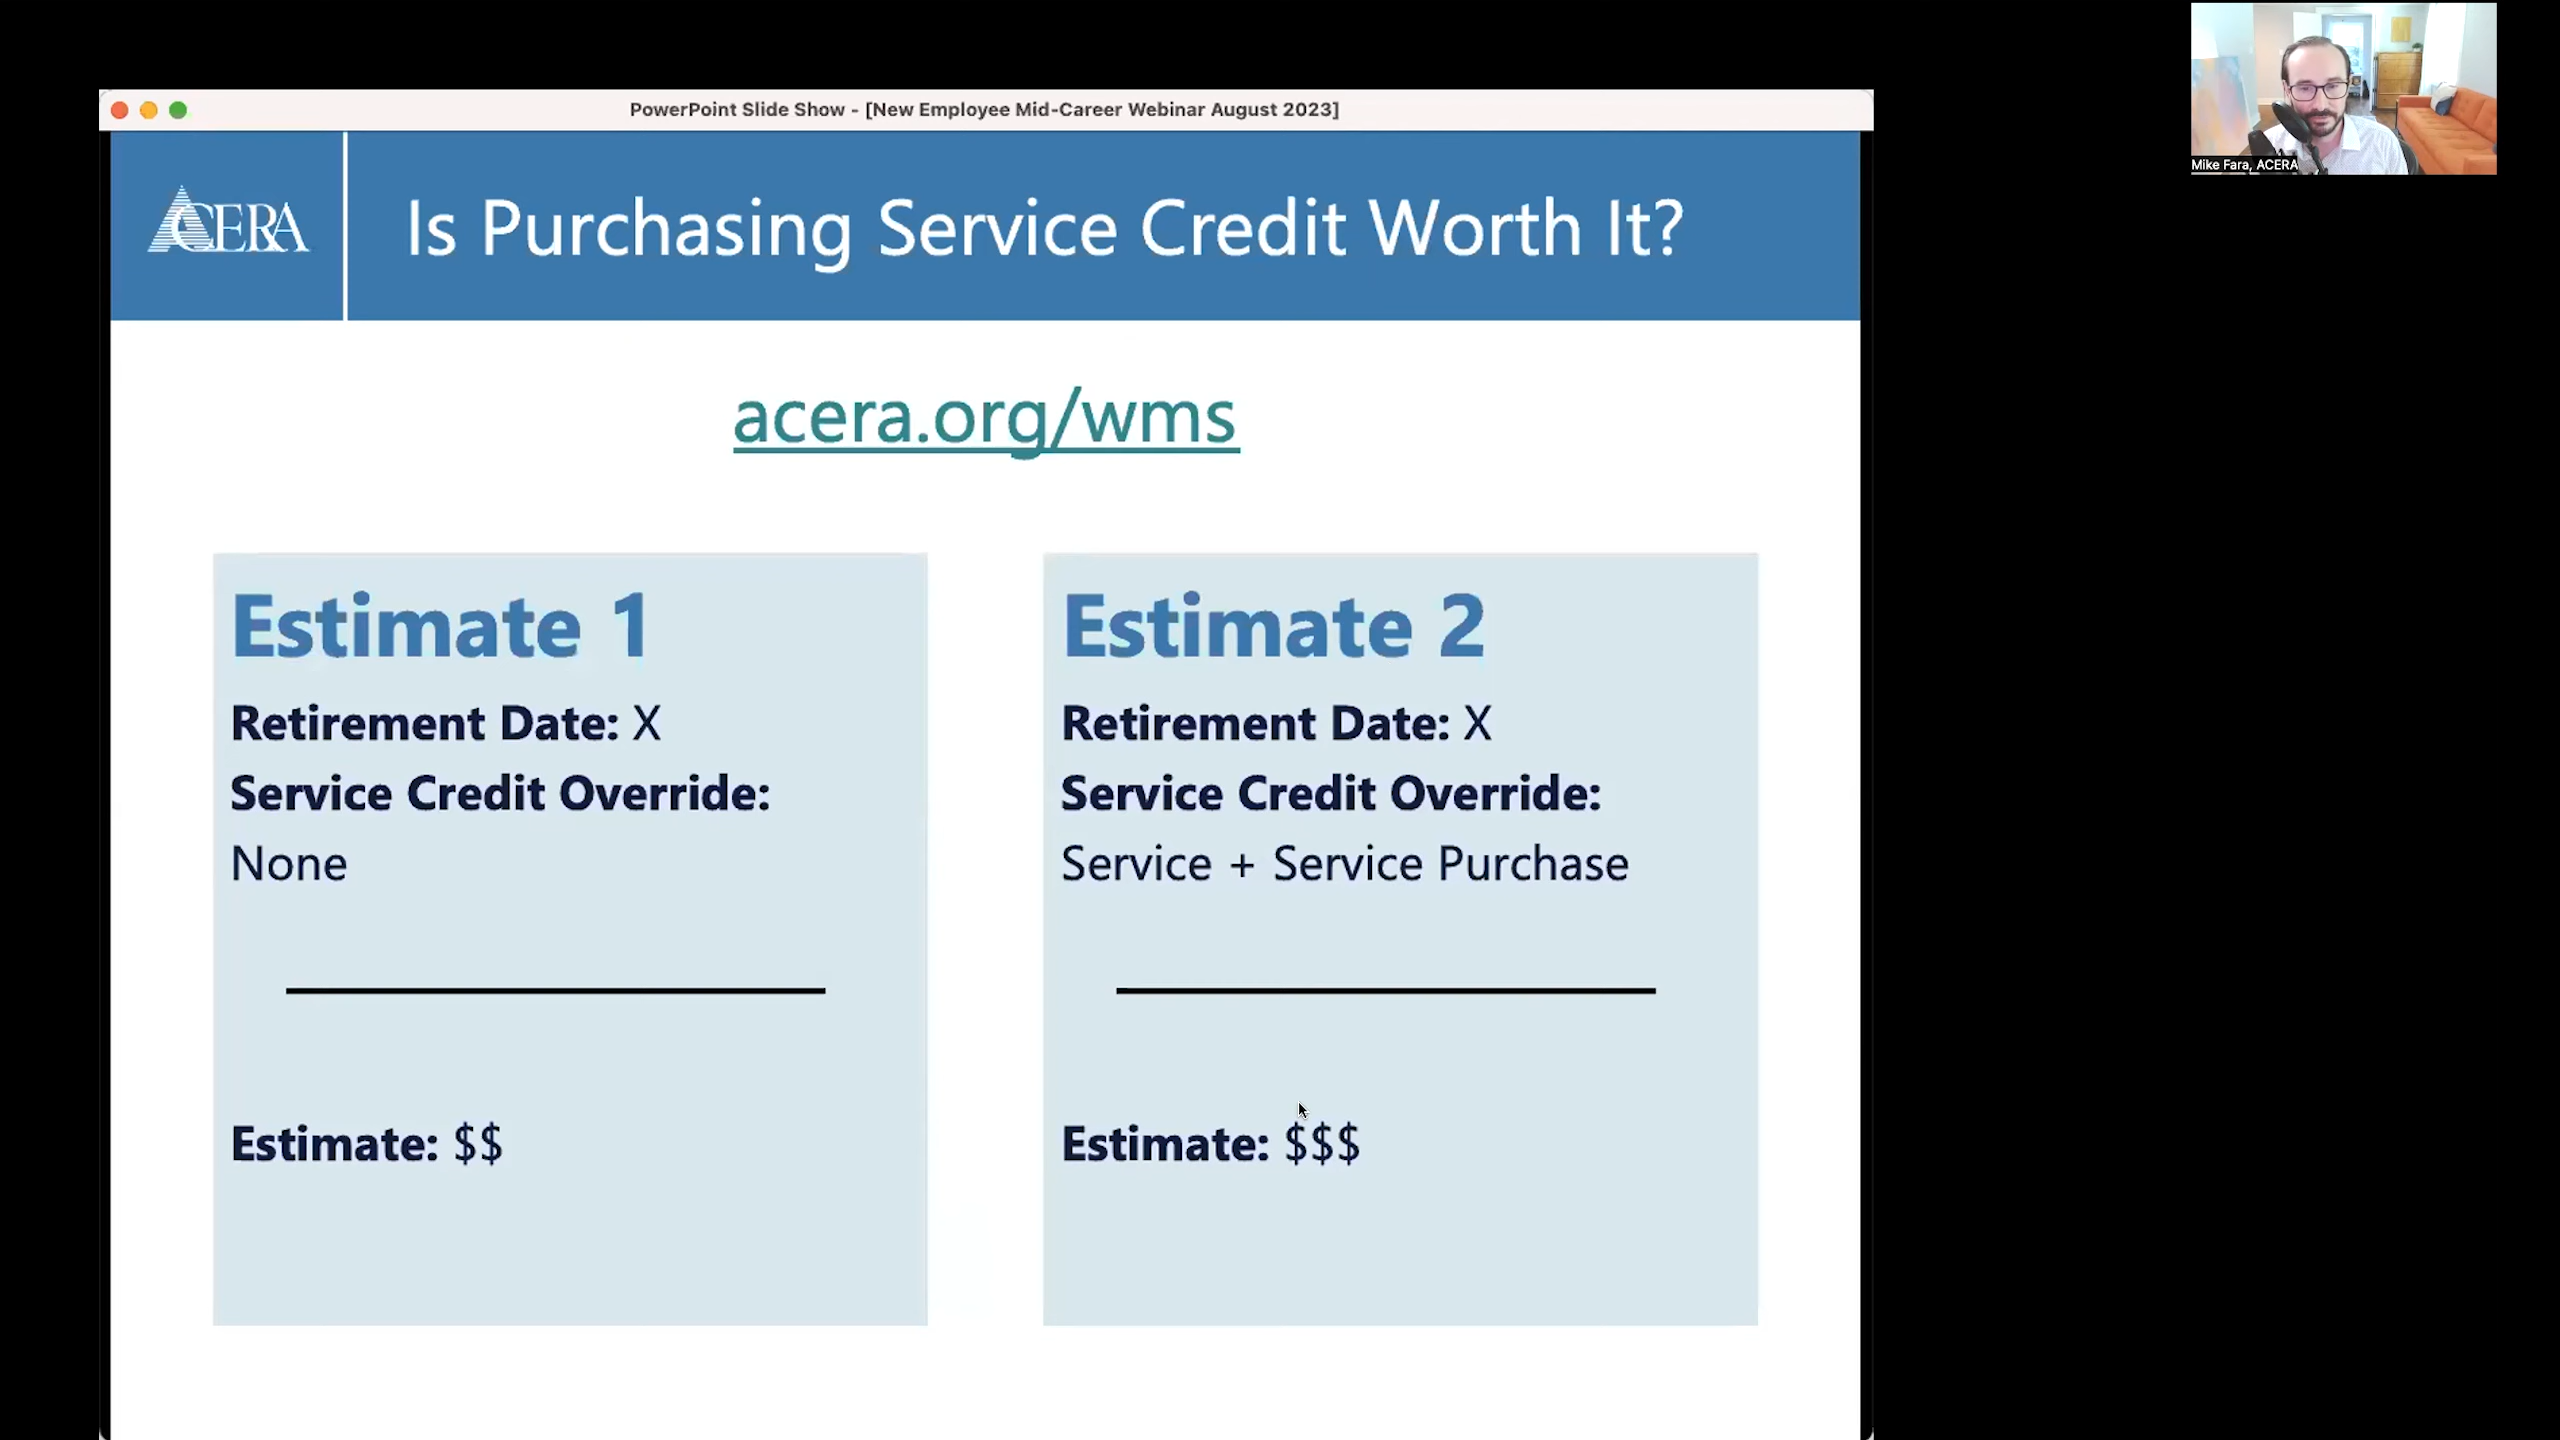 PowerPoint Slide Show - [New Employee Mid-Career Webinar August 2023]
Mike Fara, ACERA
ACERA
Is Purchasing Service Credit Worth It?
acera.org/wms
Estimate 1
Retirement Date: X
Service Credit Override:
None
Estimate: $$
Estimate 2
Retirement Date: X
Service Credit Override:
Service + Service Purchase
Estimate: $$$